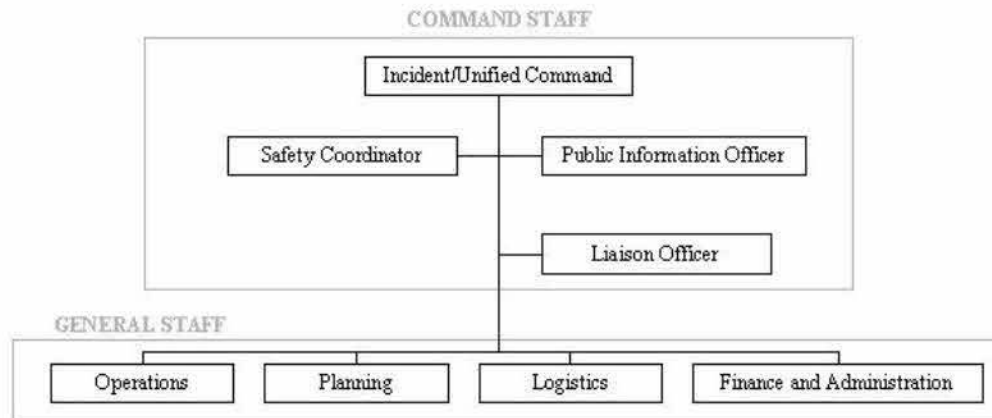 COMMAND STAFF
Incident/Unified Command
Safety Coordinator
Public Information Officer
Liaison Officer
GENERAL STAFF
Operations
Planning
Logistics
Finance and Administration